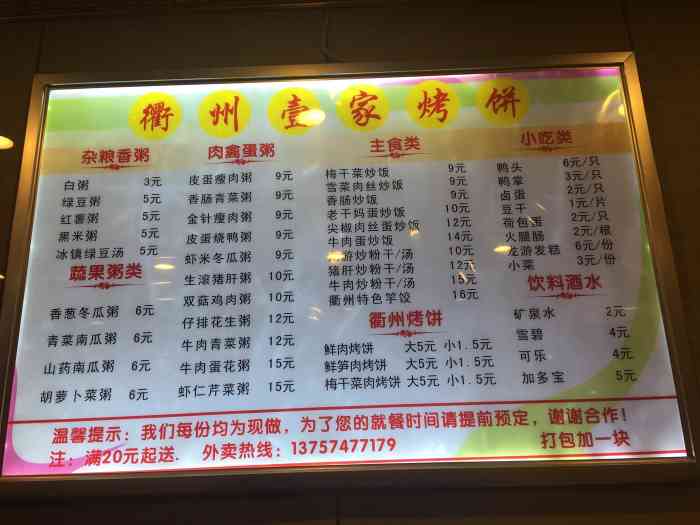 衢州壹家烤饼
杂粮香粥
白粥 3元
绿豆粥 5元
红薯粥 5元
黑米粥 5元
冰镇绿豆汤 5元
蔬果粥类
香葱冬瓜粥 6元
青菜南瓜粥 6元
山药南瓜粥 6元
胡萝卜菜粥 6元
肉禽蛋粥
皮蛋瘦肉粥 9元
香肠青菜粥 9元
金针瘦肉粥 9元
皮蛋烧鸭粥 9元
虾米冬瓜粥 9元
生滚猪肝粥 10元
双菇鸡肉粥 10元
仔排花生粥 12元
牛肉青菜粥 12元
牛肉蛋花粥 15元
虾仁芹菜粥 15元
主食类
梅干菜炒饭 9元
雪菜肉丝炒饭 9元
香肠炒饭 9元
老干妈蛋炒饭 10元
尖椒肉丝蛋炒饭 12元
牛肉蛋炒饭 14元
龙游炒粉干/汤 9元
猪肝炒粉干/汤 12元
牛肉炒粉干/汤 15元
衢州特色芋饺 16元
衢州烤饼
鲜肉烤饼 大5元 小1.5元
鲜笋肉烤饼 大5元 小1.5元
梅干菜肉烤饼 大5元 小1.5元
小吃类
鸭头 6元/只
鸭掌 3元/只
卤蛋 2元/只
豆干 1元/片
荷包蛋 2元/只
火腿肠 2元/根
龙游发糕 6元/份
小菜 3元/份
饮料酒水
矿泉水 2元
雪碧 4元
可乐 4元
加多宝 5元
温馨提示：我们每份均为现做，为了您的就餐时间请提前预定，谢谢合作！
注：满20元起送. 外卖热线：13757477179 打包加一块